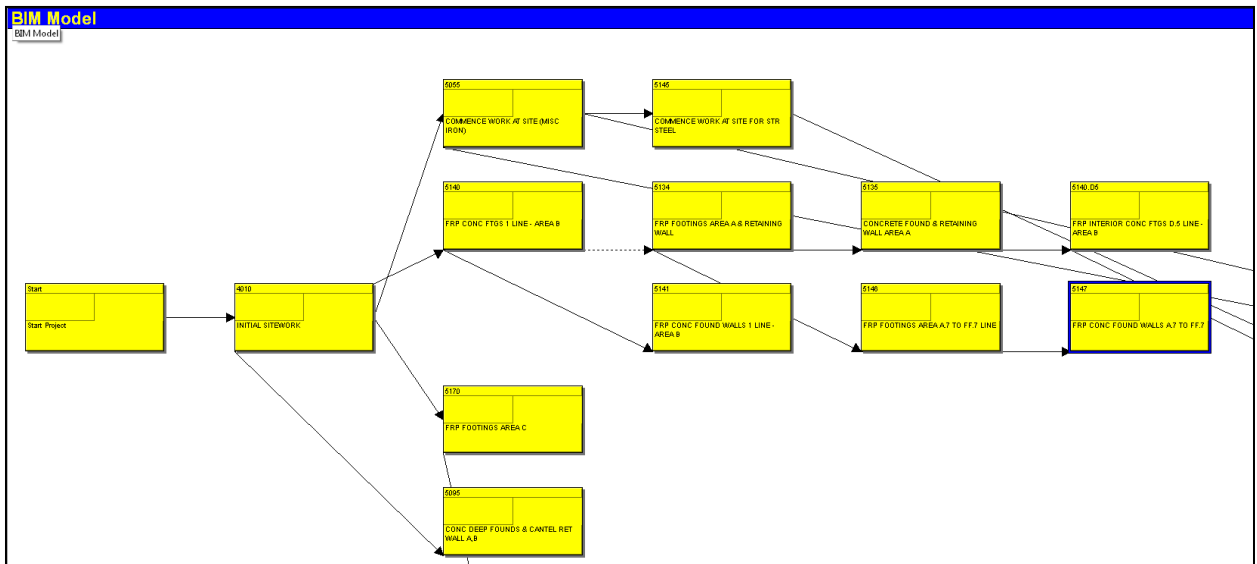 BIM Model
BIM Model
5055
COMMENCE WORK AT SITE (MISC
IRON)
5145
COMMENCE WORK AT SITE FOR STR
STEEL
5140
FRP CONC FTGS 1 LINE - AREA B
5134
FRP FOOTINGS AREA A & RETAINING
WALL
5135
CONCRETE FOUND & RETAINING
WALL AREA A
5140.D5
FRP INTERIOR CONC FTGS D.5 LINE -
AREA B
Start
Start Project
4010
INITIAL SITEWORK
5141
FRP CONC FOUND WALLS 1 LINE -
AREA B
5146
FRP FOOTINGS AREA A.7 TO FF.7 LINE
5147
FRP CONC FOUND WALLS A.7 TO FF.7
5170
FRP FOOTINGS AREA C
5095
CONC DEEP FOUNDS & CANTEL RET
WALL A,B